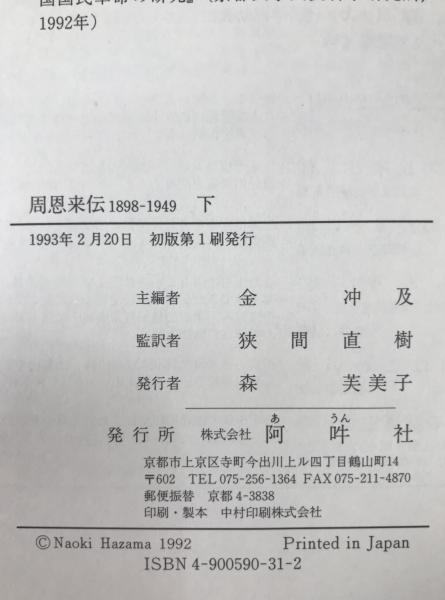 1992年)
周恩来伝 1898-1949 下
1993年2月20日 初版第1刷発行
主編者 金冲及
監訳者 狭間直樹
発行者 森芙美子
あ うん
発行所 株式会社 阿吽社
京都市上京区寺町今出川上ル四丁目鶴山町14
〒602 TEL075-256-1364 FAX075-211-4870
郵便振替 京都4-3838
印刷・製本 中村印刷株式会社
©Naoki Hazama 1992 Printed in Japan
ISBN 4-900590-31-2